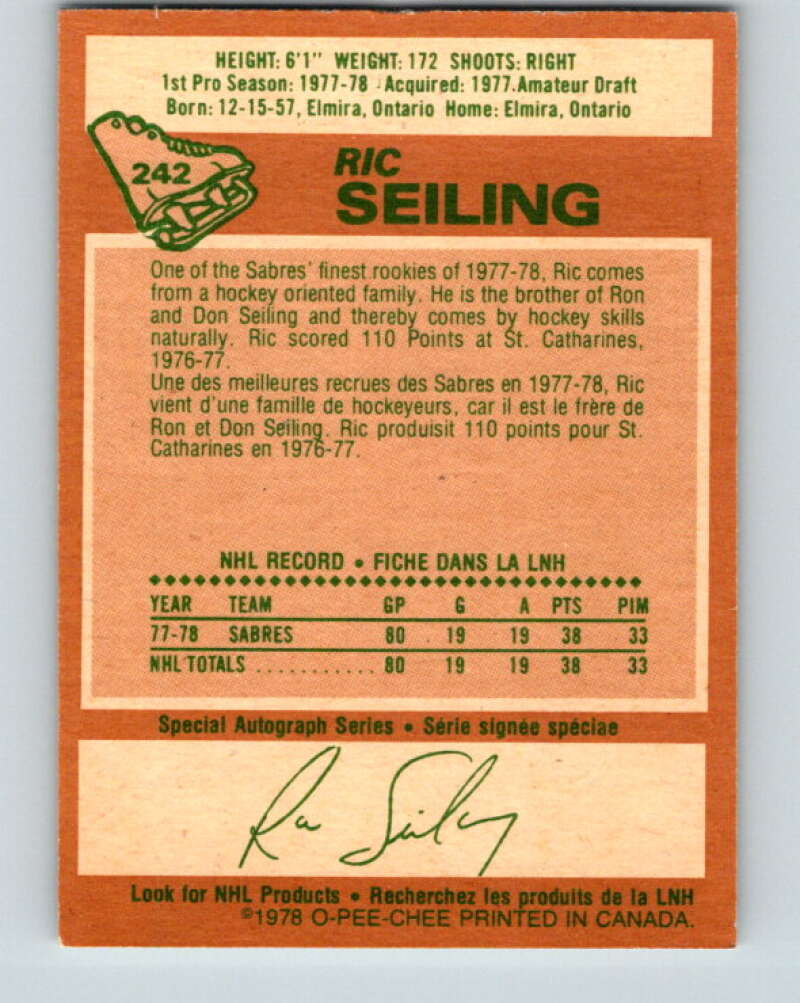 HEIGHT: 6'1" WEIGHT: 172 SHOOTS: RIGHT
1st Pro Season: 1977-78 Acquired: 1977 Amateur Draft
Born: 12-15-57, Elmira, Ontario Home: Elmira, Ontario
242
RIC
SEILING
One of the Sabres' finest rookies of 1977-78, Ric comes
from a hockey oriented family. He is the brother of Ron
and Don Seiling and thereby comes by hockey skills
naturally. Ric scored 110 Points at St. Catharines,
1976-77.
Une des meilleures recrues des Sabres en 1977-78, Ric
vient d'une famille de hockeyeurs, car il est le frère de
Ron et Don Seiling. Ric produisit 110 points pour St.
Catharines en 1976-77.
NHL RECORD • FICHE DANS LA LNH
YEAR TEAM GP G A PTS PIM
77-78 SABRES 80 19 19 38 33
NHL TOTALS ........... 80 19 19 38 33
Special Autograph Series • Série signée spéciae
Ric Seiling
Look for NHL Products • Recherchez les produits de la LNH
©1978 O-PEE-CHEE PRINTED IN CANADA.